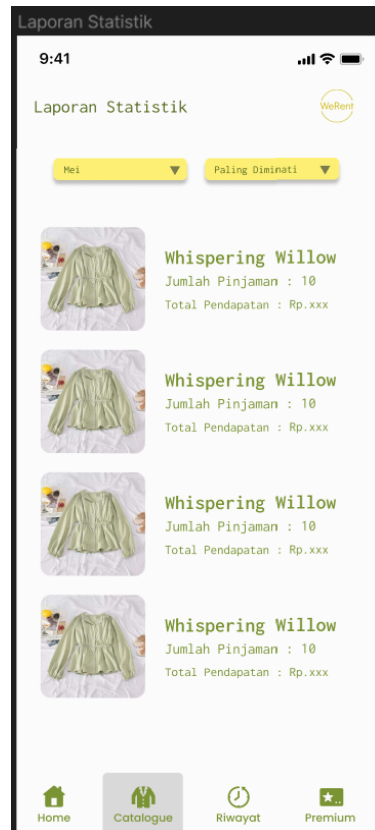 Laporan Statistik
9:41
Laporan Statistik
WeRent
Mei
Paling Diminati
Whispering Willow
Jumlah Pinjaman : 10
Total Pendapatan : Rp.xxx
Whispering Willow
Jumlah Pinjaman : 10
Total Pendapatan : Rp.xxx
Whispering Willow
Jumlah Pinjaman : 10
Total Pendapatan : Rp.xxx
Whispering Willow
Jumlah Pinjaman : 10
Total Pendapatan : Rp.xxx
Home
Catalogue
Riwayat
Premium